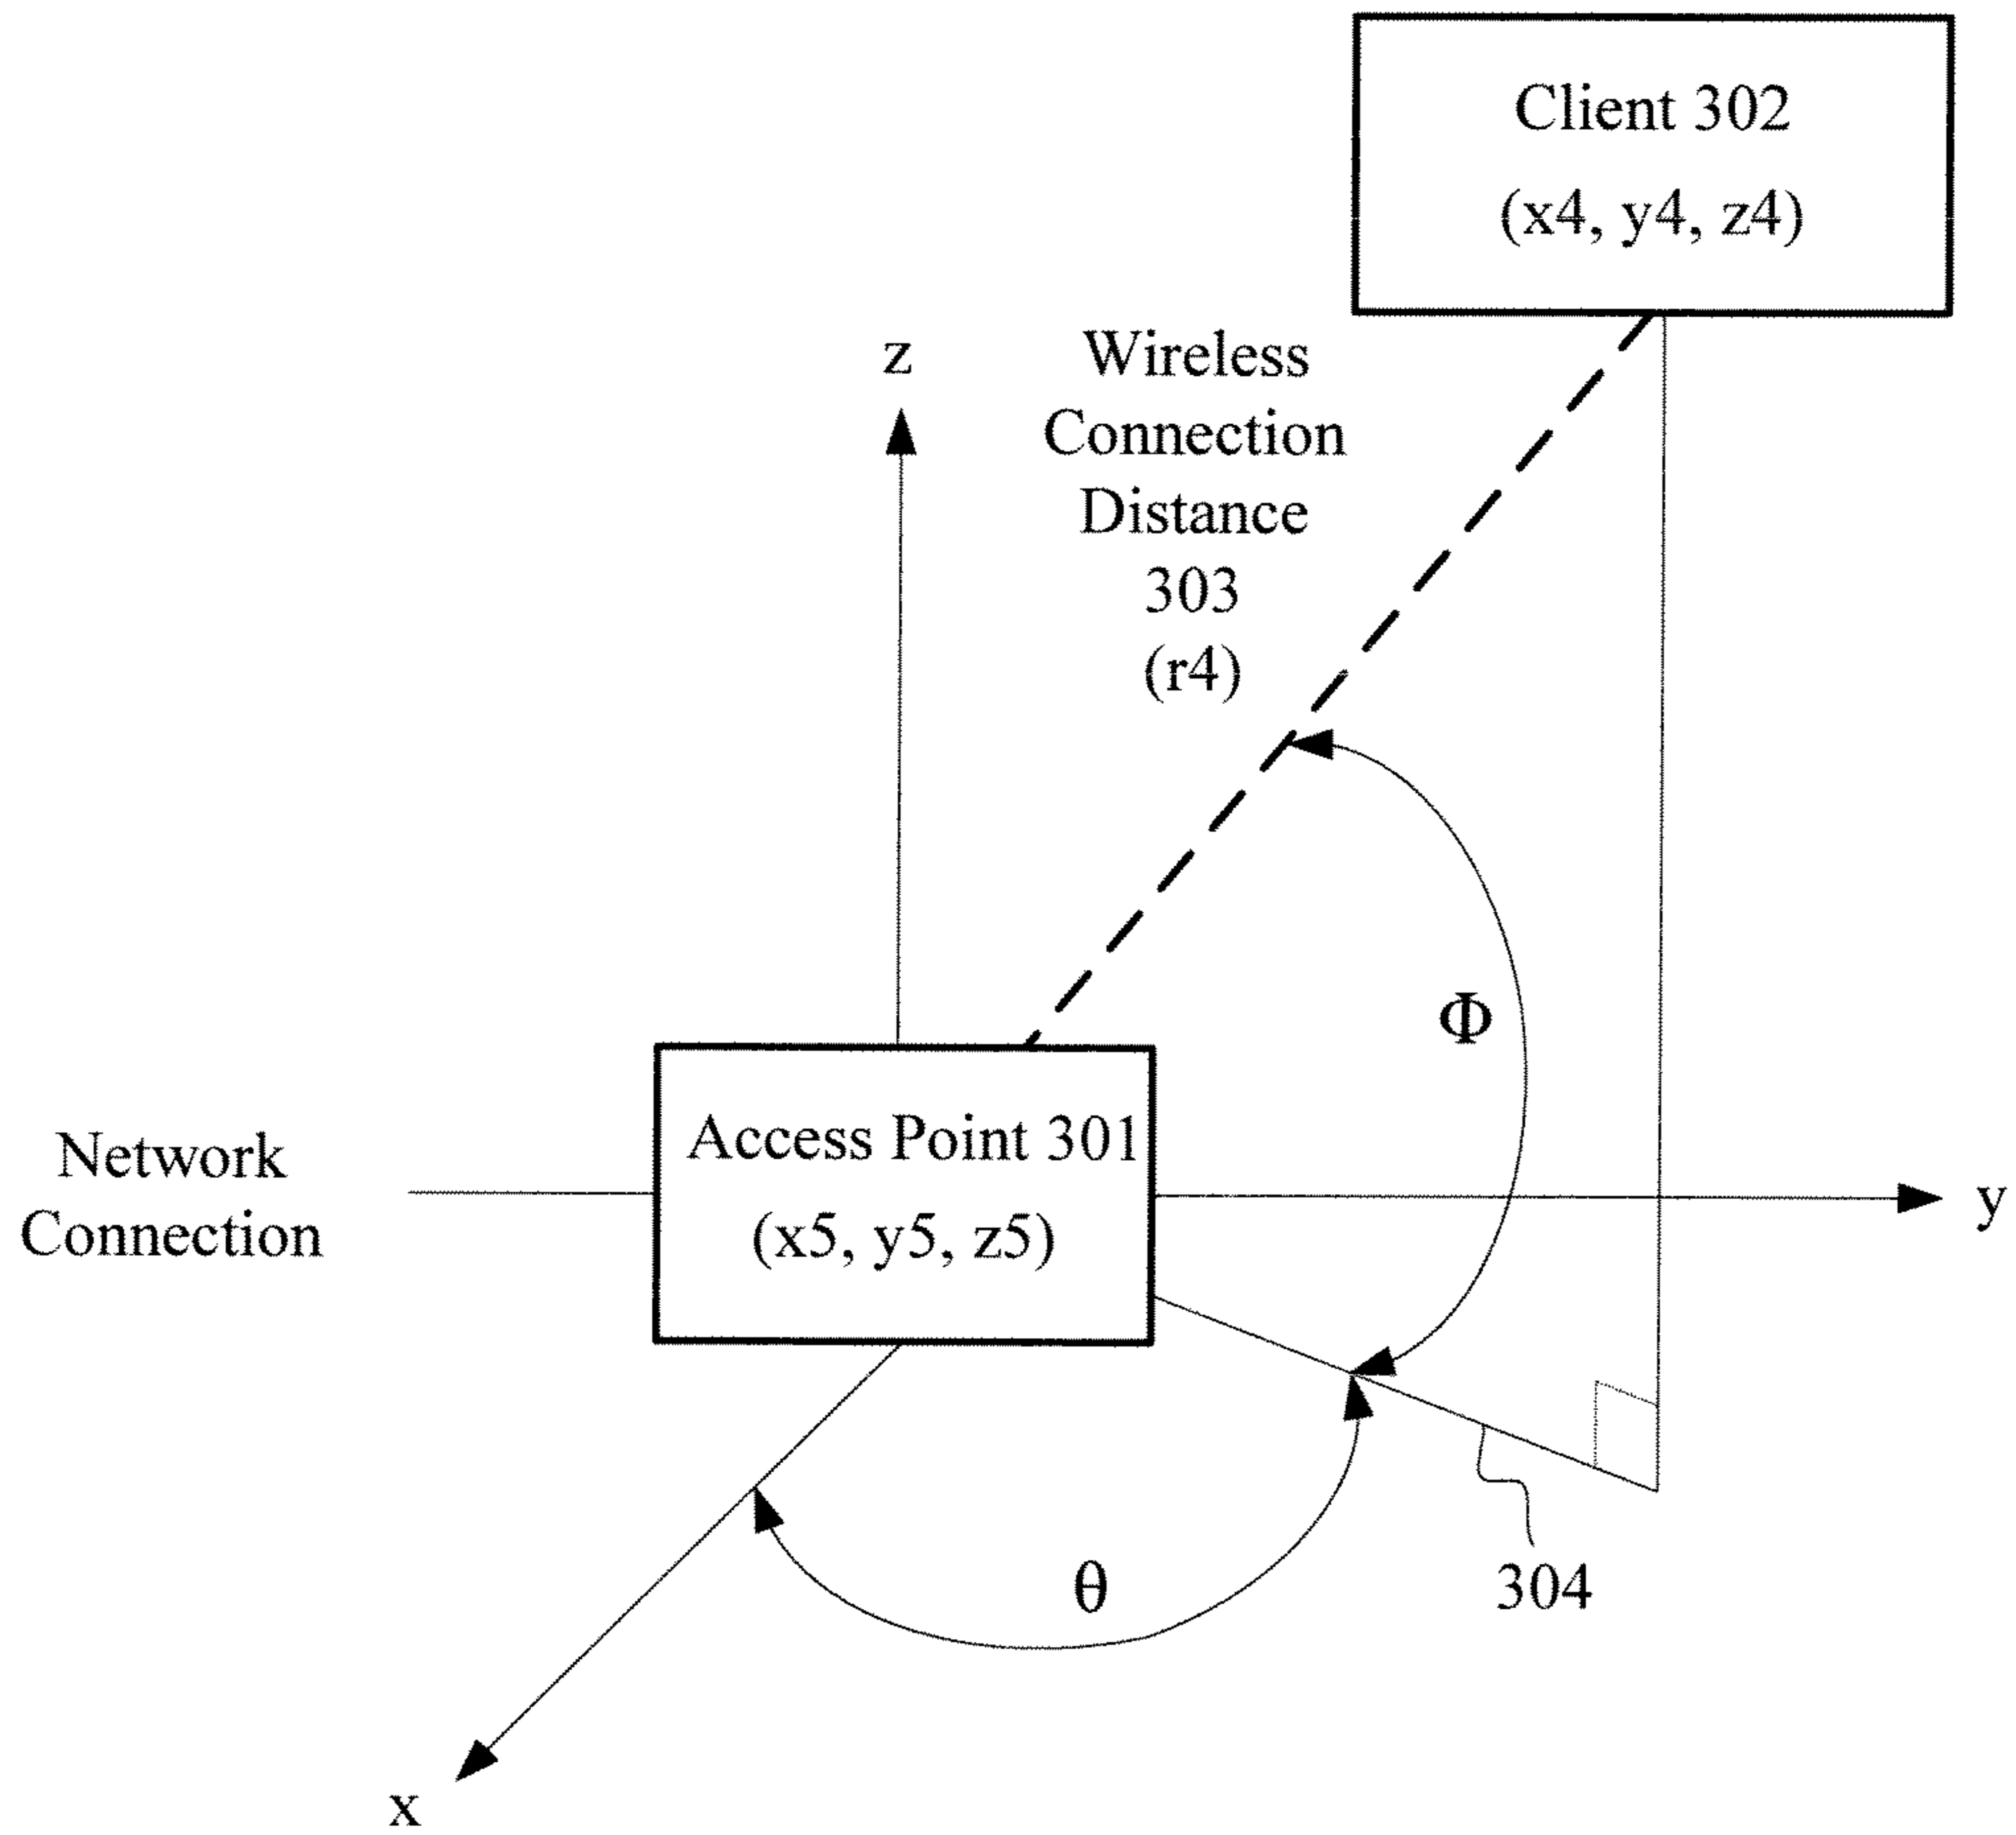 Client 302
(x4, y4, z4)
z
Wireless
Connection
Distance
303
(r4)
Φ
Access Point 301
(x5, y5, z5)
Network
Connection
y
θ
304
x